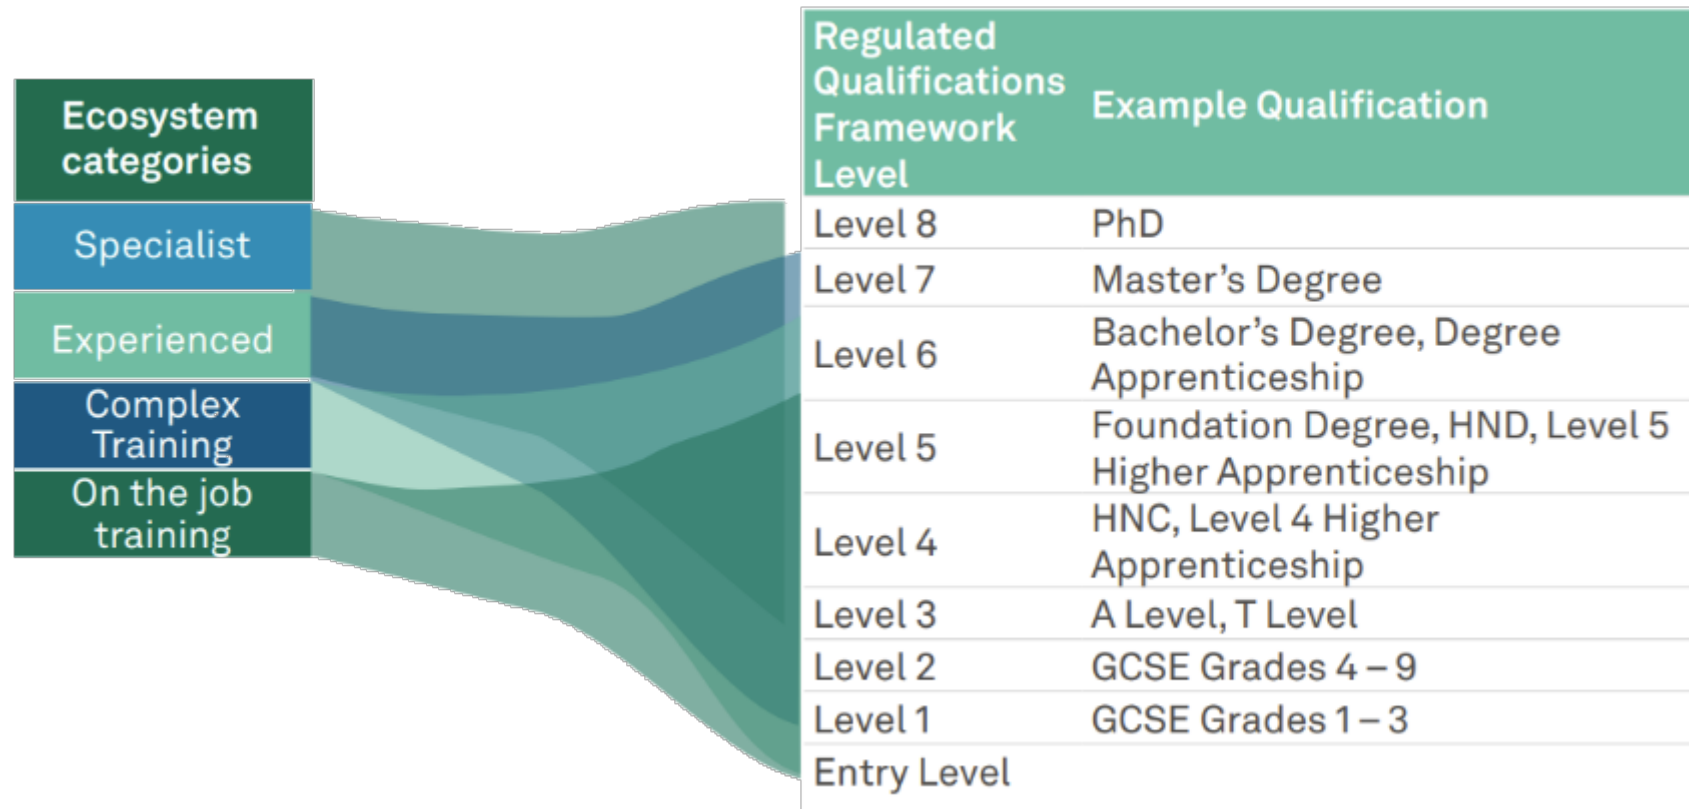 Ecosystem
categories
Specialist
Experienced
Complex
Training
On the job
training
Regulated
Qualifications
Framework
Level
Example Qualification
Level 8 PhD
Level 7 Master’s Degree
Level 6 Bachelor’s Degree, Degree
Apprenticeship
Level 5 Foundation Degree, HND, Level 5
Higher Apprenticeship
Level 4 HNC, Level 4 Higher
Apprenticeship
Level 3 A Level, T Level
Level 2 GCSE Grades 4 – 9
Level 1 GCSE Grades 1 – 3
Entry Level